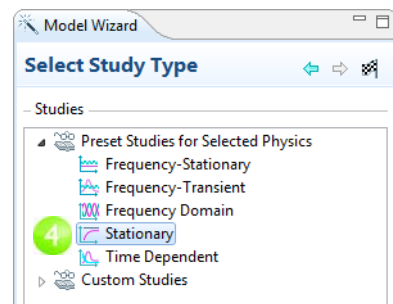 Model Wizard
Select Study Type
Studies
Preset Studies for Selected Physics
Frequency-Stationary
Frequency-Transient
Frequency Domain
4 Stationary
Time Dependent
Custom Studies